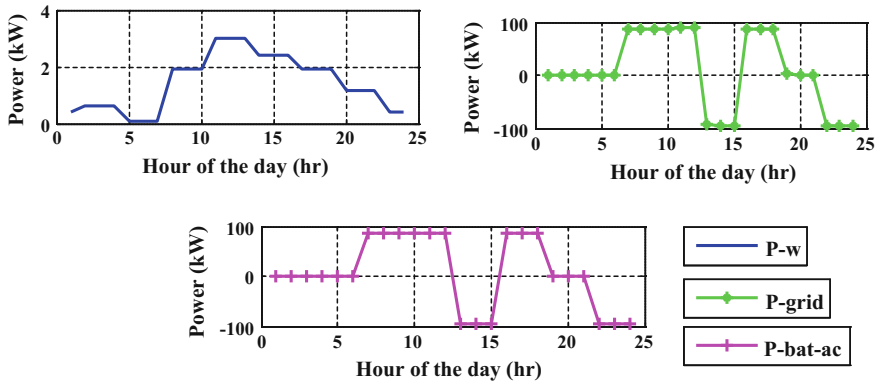 4
2
0
Power (kW)
0 5 10 15 20 25
Hour of the day (hr)
100
0
-100
Power (kW)
0 5 10 15 20 25
Hour of the day (hr)
100
0
-100
Power (kW)
0 5 10 15 20 25
Hour of the day (hr)
P-w
P-grid
P-bat-ac